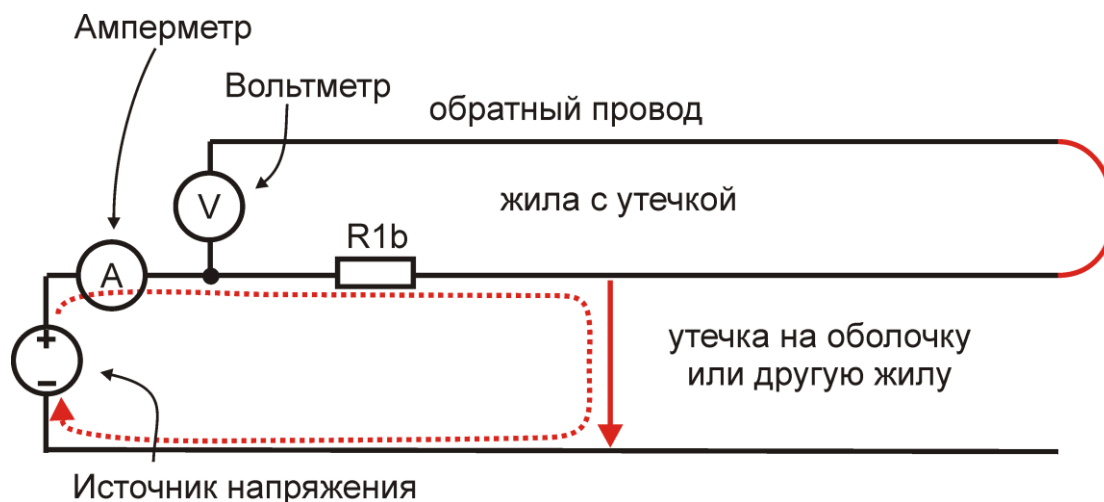 Амперметр
Вольтметр
обратный провод
V
жила с утечкой
R1b
A
утечка на оболочку
или другую жилу
+
–
Источник напряжения